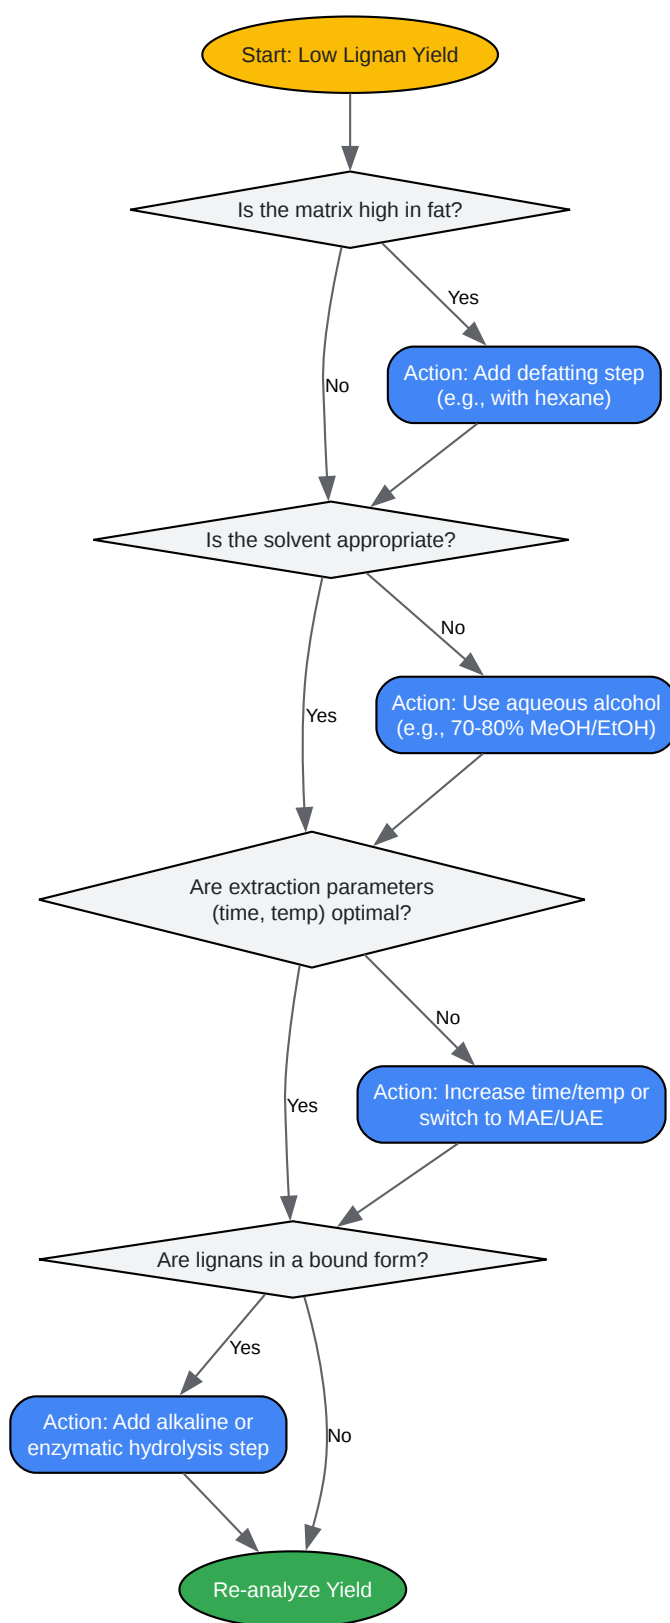 Start: Low Lignan Yield
Is the matrix high in fat?
Yes
No
Action: Add defatting step
(e.g., with hexane)
Is the solvent appropriate?
No
Yes
Action: Use aqueous alcohol
(e.g., 70-80% MeOH/EtOH)
Are extraction parameters
(time, temp) optimal?
No
Yes
Action: Increase time/temp or
switch to MAE/UAE
Are lignans in a bound form?
Yes
No
Action: Add alkaline or
enzymatic hydrolysis step
Re-analyze Yield